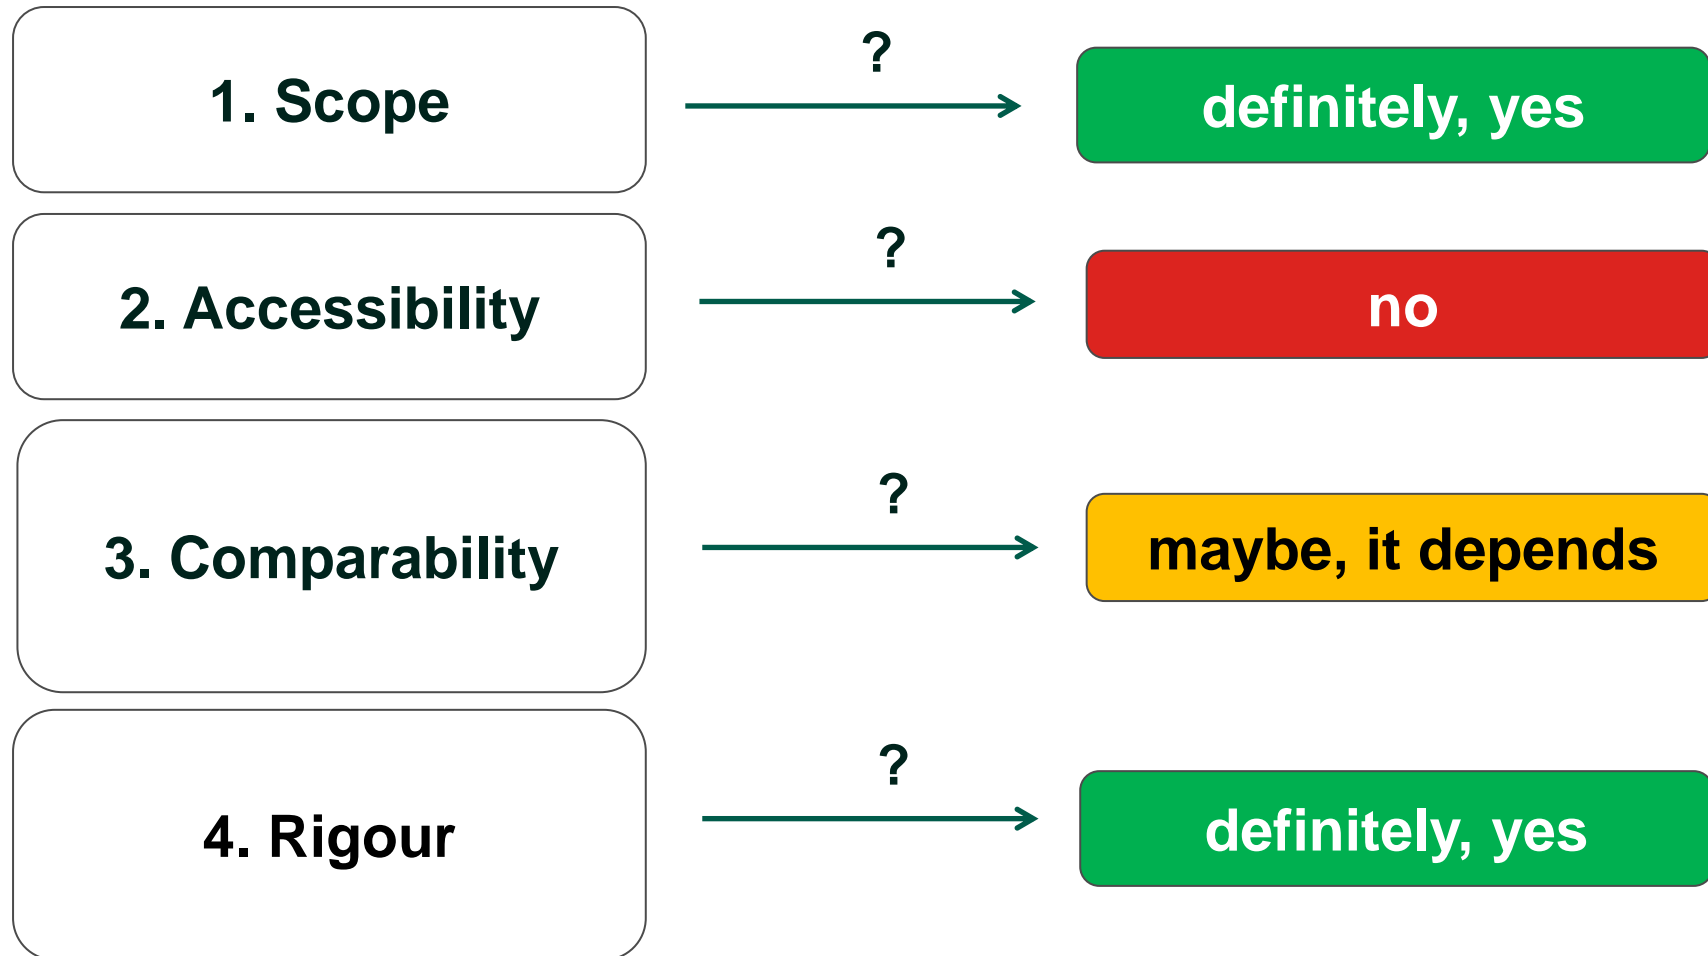 1. Scope
?
definitely, yes
2. Accessibility
?
no
3. Comparability
?
maybe, it depends
4. Rigour
?
definitely, yes